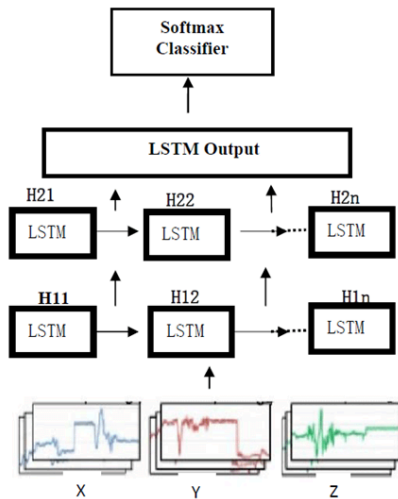 Softmax
Classifier
LSTM Output
H21
H22
H2n
LSTM
LSTM
LSTM
H11
H12
H1n
LSTM
LSTM
LSTM
X
Y
Z